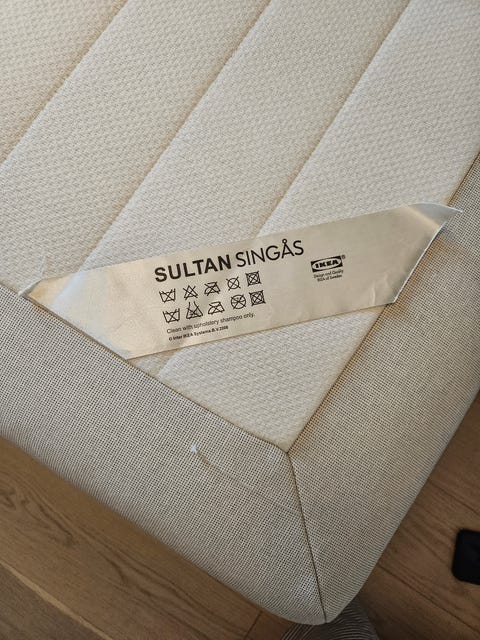 SULTAN SINGÅS
IKEA®
Design and Quality
IKEA of Sweden
Clean with upholstery shampoo only.
© Inter IKEA Systems B.V. 2008